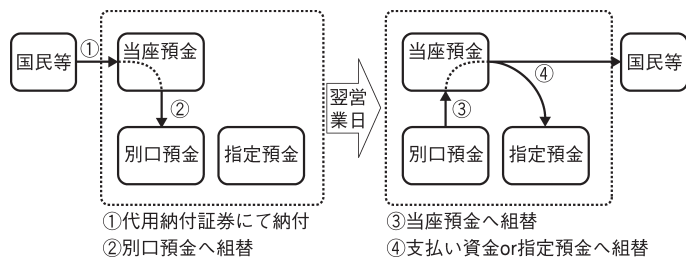 国民等
①
当座預金
②
別口預金
指定預金
①代用納付証券にて納付
②別口預金へ組替
翌営
業日
当座預金
国民等
④
③
別口預金
指定預金
③当座預金へ組替
④支払い資金or指定預金へ組替